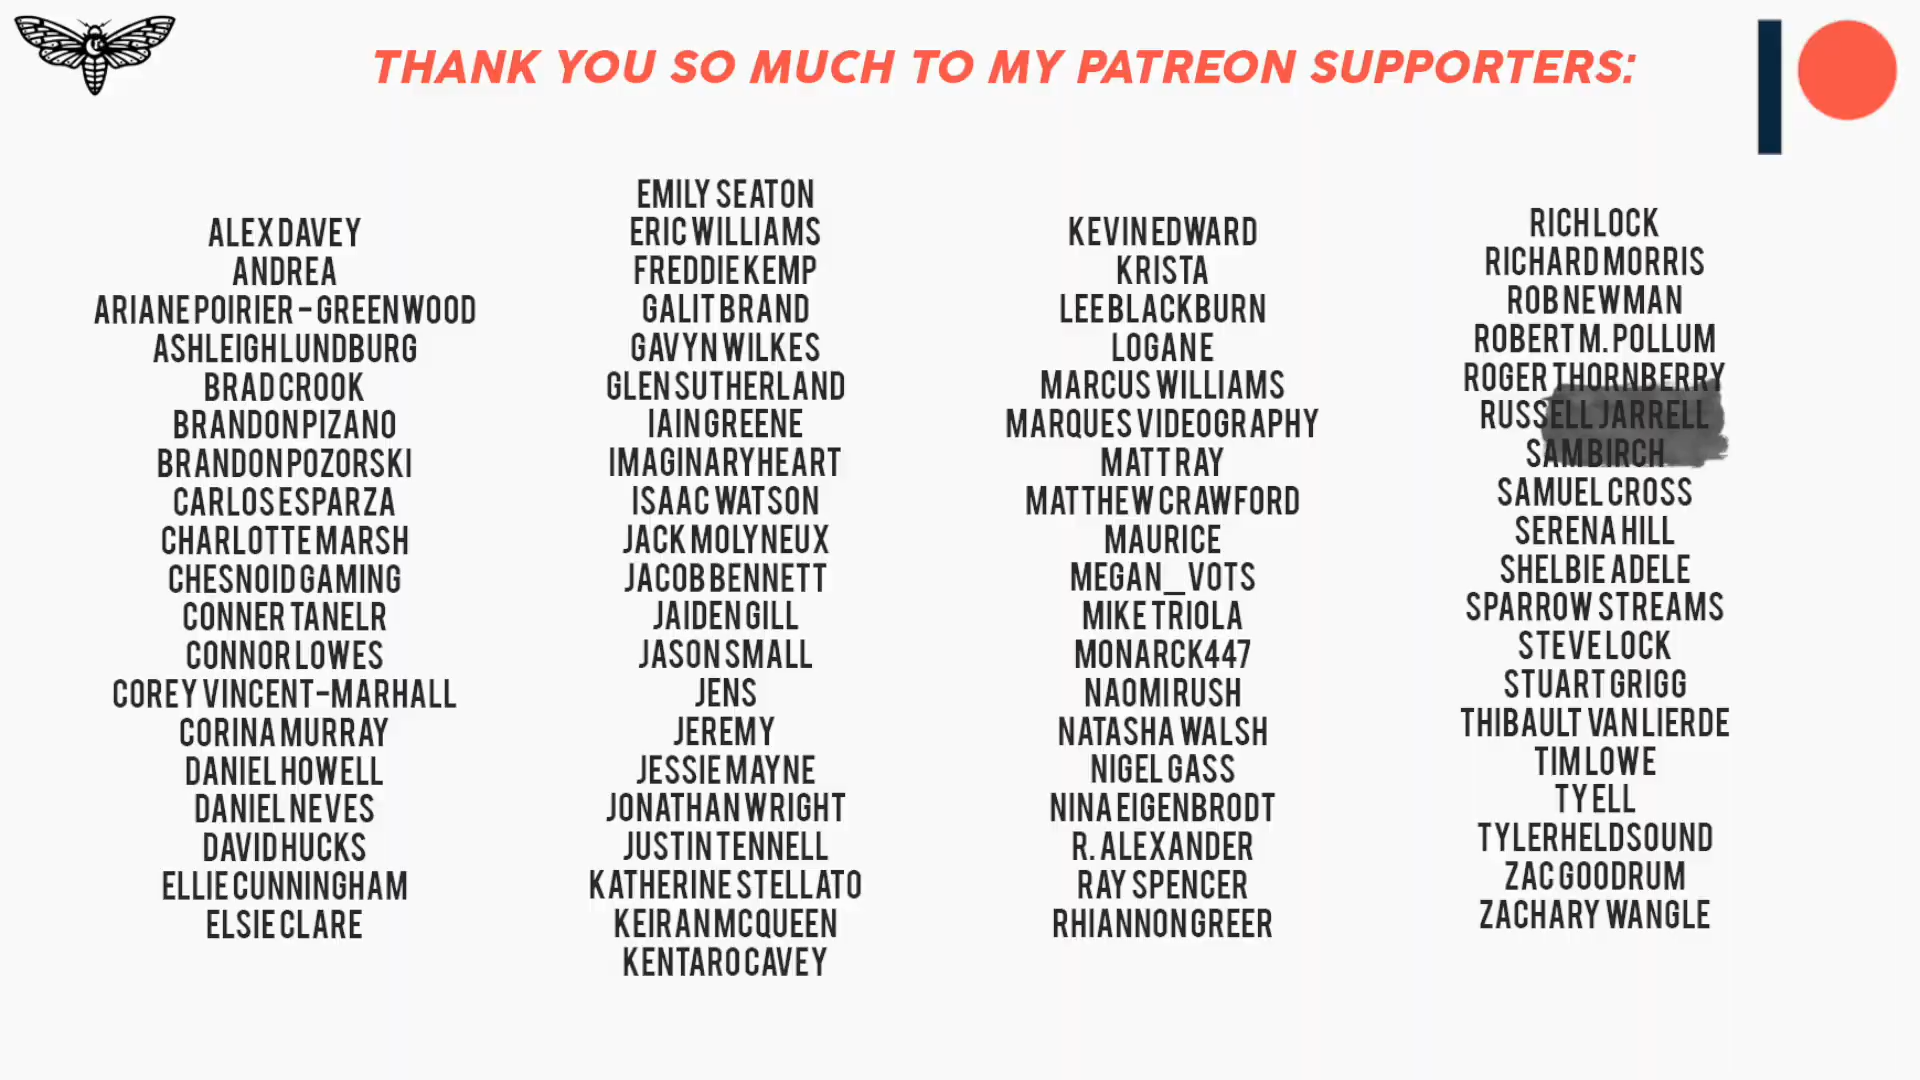 THANK YOU SO MUCH TO MY PATREON SUPPORTERS:
ALEX DAVEY
ANDREA
ARIANE POIRIER - GREENWOOD
ASHLEIGH LUNDBURG
BRAD CROOK
BRANDON PIZANO
BRANDON POZORSKI
CARLOS ESPARZA
CHARLOTTE MARSH
CHESNOID GAMING
CONNER TANELR
CONNOR LOWES
COREY VINCENT-MARHALL
CORINA MURRAY
DANIEL HOWELL
DANIEL NEVES
DAVID HUCKS
ELLIE CUNNINGHAM
ELSIE CLARE
EMILY SEATON
ERIC WILLIAMS
FREDDIE KEMP
GALIT BRAND
GAVYN WILKES
GLEN SUTHERLAND
IAIN GREENE
IMAGINARYHEART
ISAAC WATSON
JACK MOLYNEUX
JACOB BENNETT
JAIDEN GILL
JASON SMALL
JENS
JEREMY
JESSIE MAYNE
JONATHAN WRIGHT
JUSTIN TENNELL
KATHERINE STELLATO
KEIRAN MCQUEEN
KENTARO CAVEY
KEVIN EDWARD
KRISTA
LEE BLACKBURN
LOGANE
MARCUS WILLIAMS
MARQUES VIDEOGRAPHY
MATT RAY
MATTHEW CRAWFORD
MAURICE
MEGAN_VOTS
MIKE TRIOLA
MONARCK447
NAOMI RUSH
NATASHA WALSH
NIGEL GASS
NINA EIGENBRODT
R. ALEXANDER
RAY SPENCER
RHIANNON GREER
RICH LOCK
RICHARD MORRIS
ROB NEWMAN
ROBERT M. POLLUM
ROGER THORNBERRY
RUSSELL JARRELL
SAM BIRCH
SAMUEL CROSS
SERENA HILL
SHELBIE ADELE
SPARROW STREAMS
STEVE LOCK
STUART GRIGG
THIBAULT VAN LIERDE
TIM LOWE
TY ELL
TYLERHELDSOUND
ZAC GOODRUM
ZACHARY WANGLE